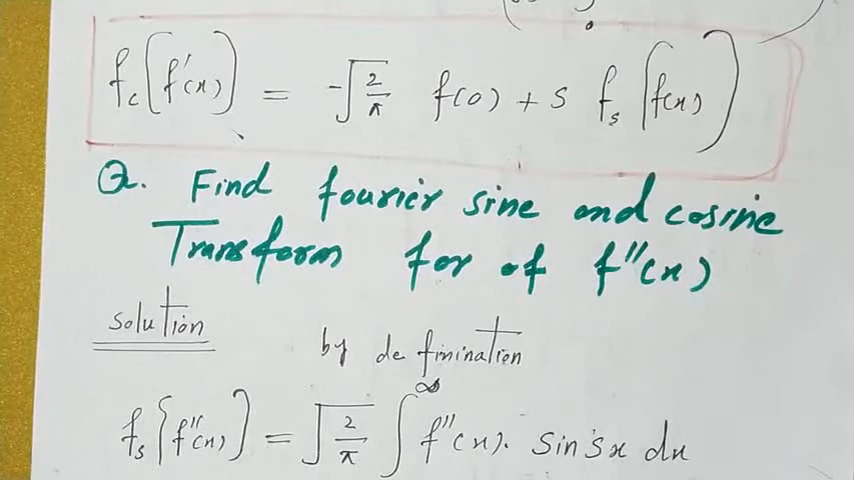 f_c{f'(x)} = -√(2/π) f(0) + s f_s{f(x)}
Q. Find fourier sine and cosine
Transform for of f''(x)
solution
by defination
f_s{f''(x)} = √(2/π) ∫^∞ f''(x). sin sx dx